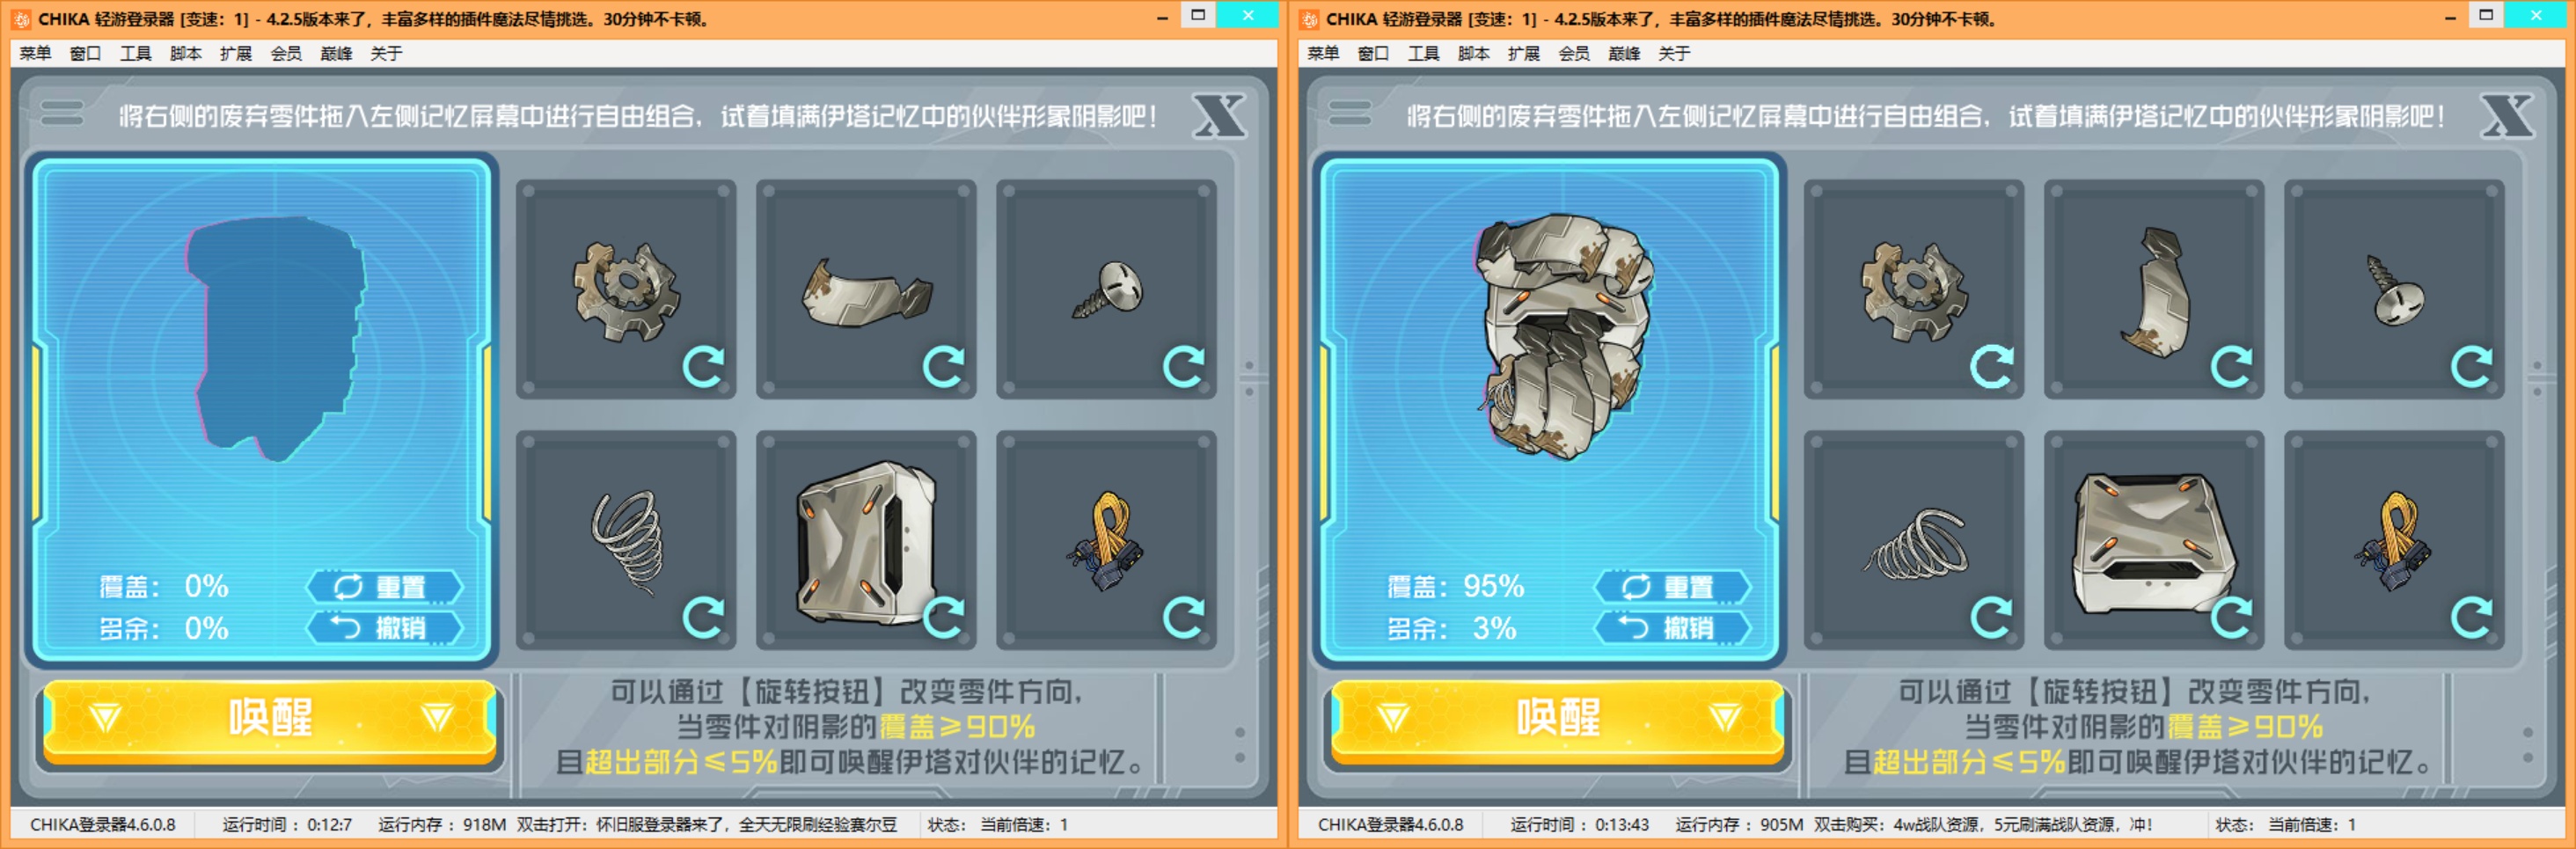 CHIKA 轻游登录器 [变速：1] - 4.2.5版本来了，丰富多样的插件魔法尽情挑选。30分钟不卡顿。
菜单 窗口 工具 脚本 扩展 会员 巅峰 关于
将右侧的废弃零件拖入左侧记忆屏幕中进行自由组合，试着填满伊塔记忆中的伙伴形象阴影吧！
X
覆盖： 0%
重置
多余： 0%
撤销
唤醒
可以通过【旋转按钮】改变零件方向，
当零件对阴影的覆盖≥90%
且超出部分≤5%即可唤醒伊塔对伙伴的记忆。
CHIKA登录器4.6.0.8 运行时间 ：0:12:7 运行内存 ：918M 双击打开：怀旧服登录器来了，全天无限刷经验赛尔豆 状态： 当前倍速：1
CHIKA 轻游登录器 [变速：1] - 4.2.5版本来了，丰富多样的插件魔法尽情挑选。30分钟不卡顿。
菜单 窗口 工具 脚本 扩展 会员 巅峰 关于
将右侧的废弃零件拖入左侧记忆屏幕中进行自由组合，试着填满伊塔记忆中的伙伴形象阴影吧！
X
覆盖：95%
重置
多余： 3%
撤销
唤醒
可以通过【旋转按钮】改变零件方向，
当零件对阴影的覆盖≥90%
且超出部分≤5%即可唤醒伊塔对伙伴的记忆。
CHIKA登录器4.6.0.8 运行时间 ：0:13:43 运行内存 ：905M 双击购买：4w战队资源，5元刷满战队资源，冲！ 状态： 当前倍速：1